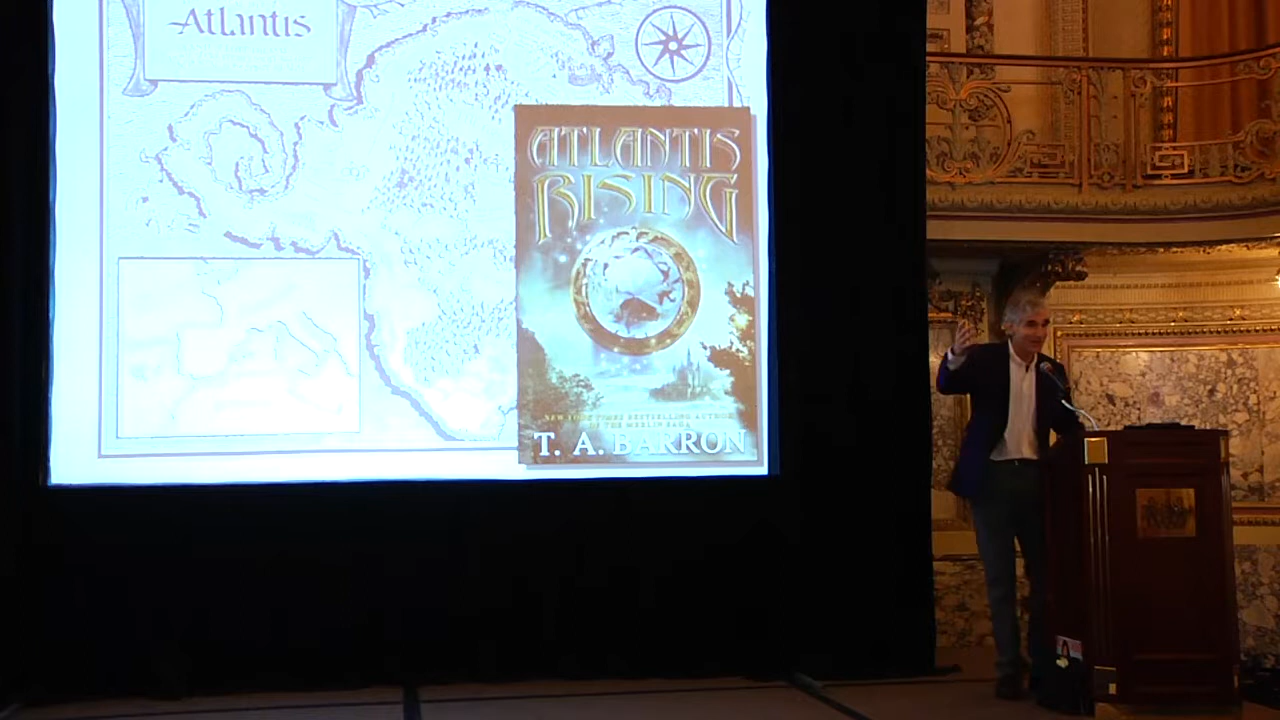 Atlantis
ATLANTIS
RISING
NEW YORK TIMES BESTSELLING AUTHOR
OF THE MERLIN SAGA
T. A. BARRON